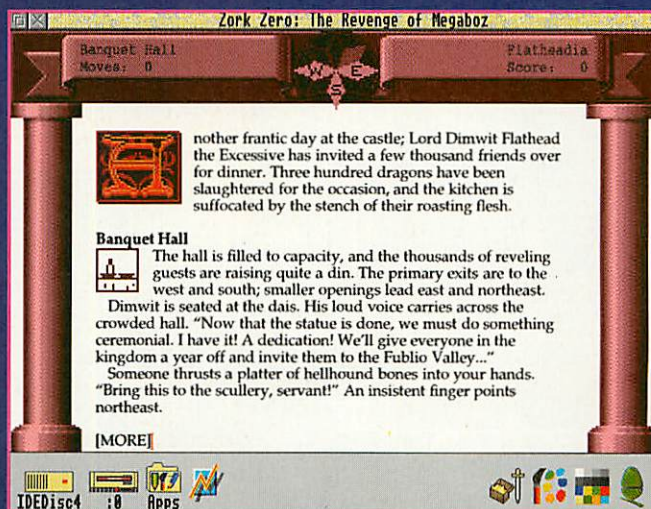 Zork Zero: The Revenge of Megaboz
Banquet Hall
Flatheadia
Moves: 0
Score: 0
W E
S
A
nother frantic day at the castle; Lord Dimwit Flathead
the Excessive has invited a few thousand friends over
for dinner. Three hundred dragons have been
slaughtered for the occasion, and the kitchen is
suffocated by the stench of their roasting flesh.
Banquet Hall
The hall is filled to capacity, and the thousands of reveling
guests are raising quite a din. The primary exits are to the
west and south; smaller openings lead east and northeast.
Dimwit is seated at the dais. His loud voice carries across the
crowded hall. “Now that the statue is done, we must do something
ceremonial. I have it! A dedication! We'll give everyone in the
kingdom a year off and invite them to the Fublio Valley...”
Someone thrusts a platter of hellhound bones into your hands.
“Bring this to the scullery, servant!” An insistent finger points
northeast.
[MORE]
IDEDisc4 :0 Apps